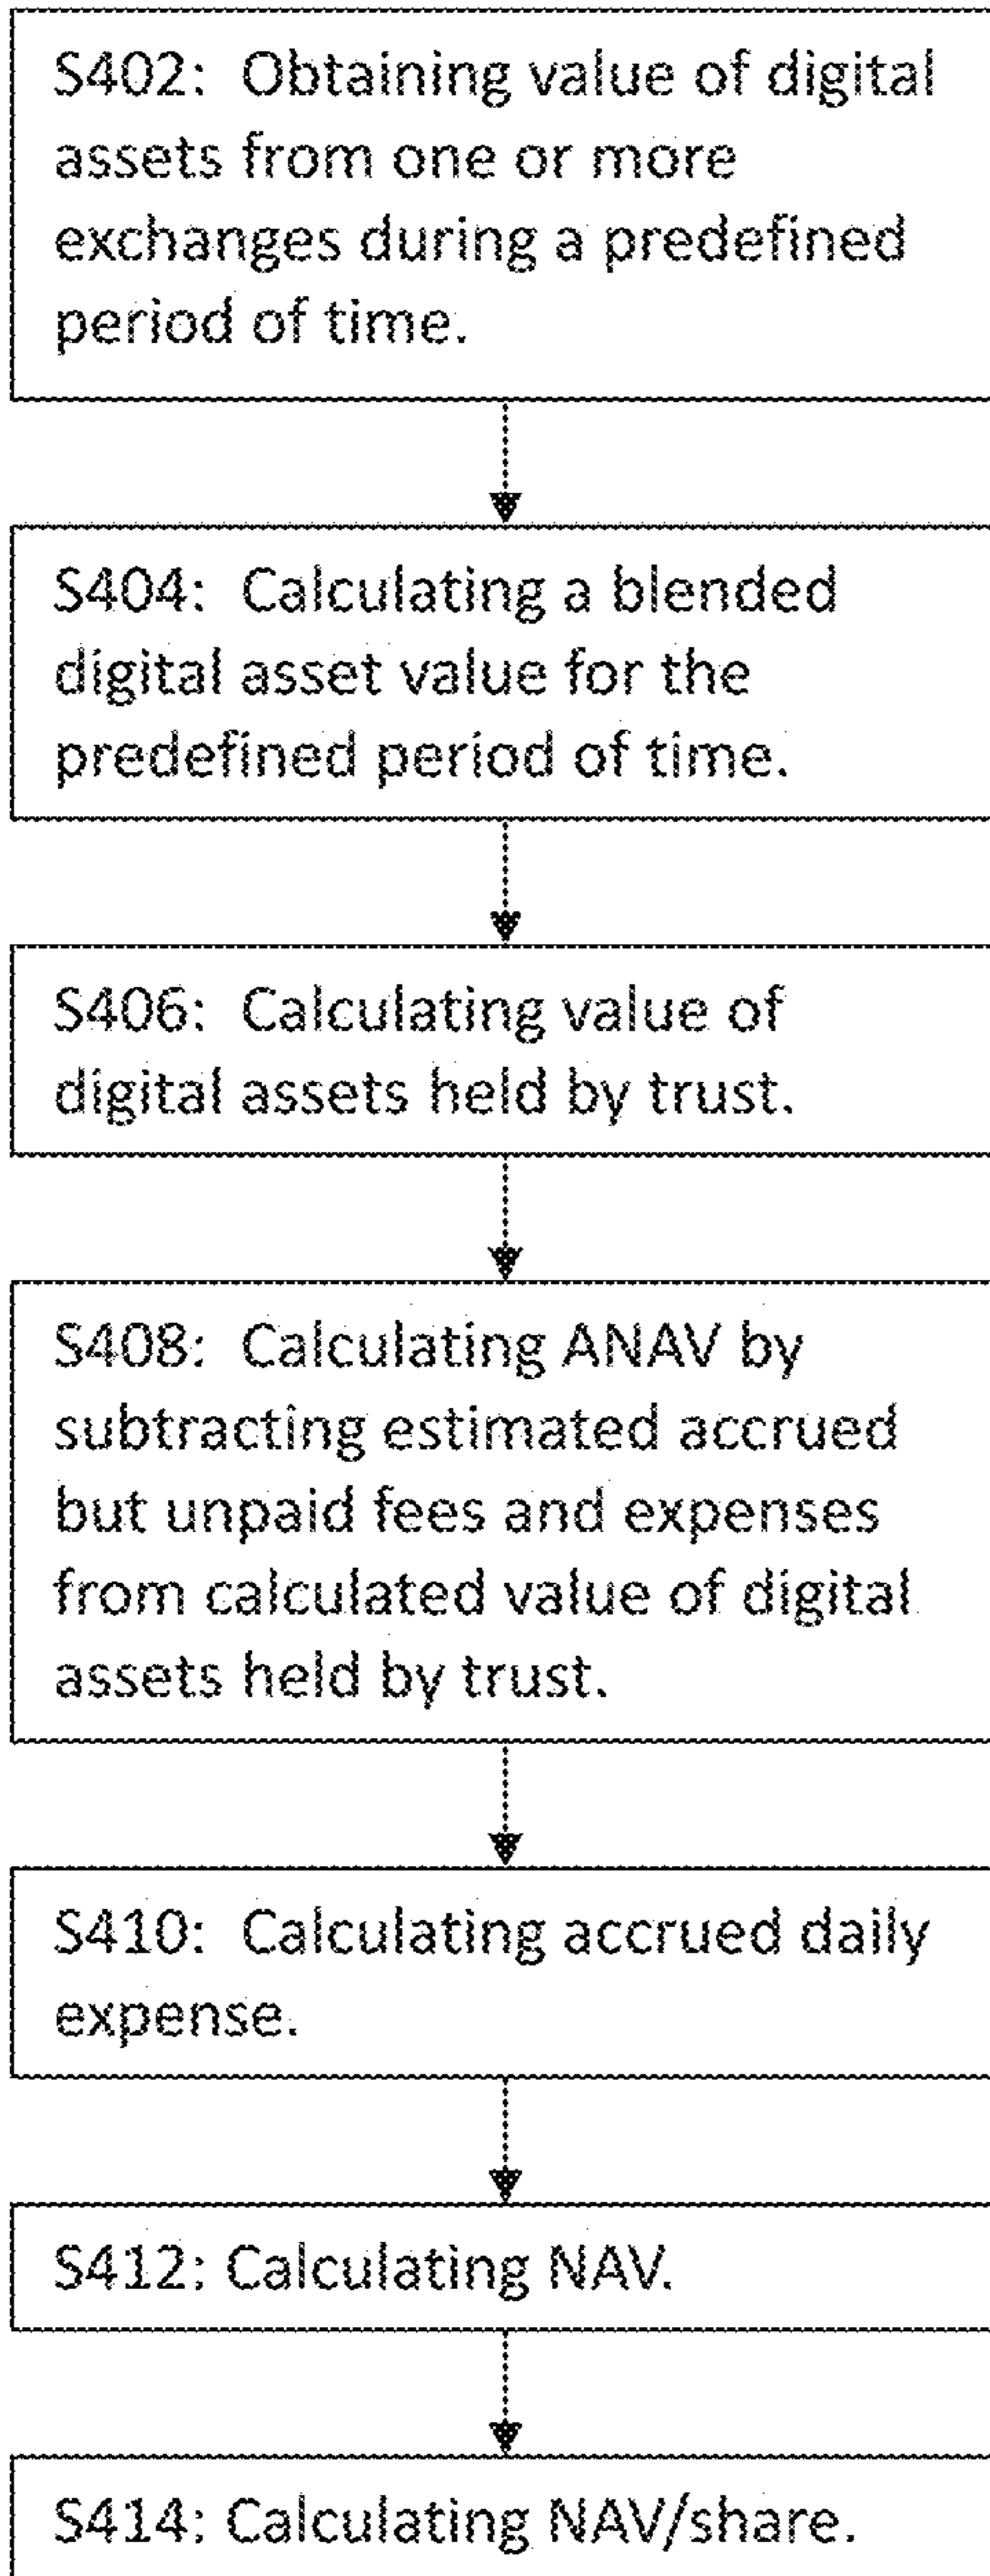 S402:  Obtaining value of digital
assets from one or more
exchanges during a predefined
period of time.
S404:  Calculating a blended
digital asset value for the
predefined period of time.
S406:  Calculating value of
digital assets held by trust.
S408:  Calculating ANAV by
subtracting estimated accrued
but unpaid fees and expenses
from calculated value of digital
assets held by trust.
S410:  Calculating accrued daily
expense.
S412: Calculating NAV.
S414: Calculating NAV/share.